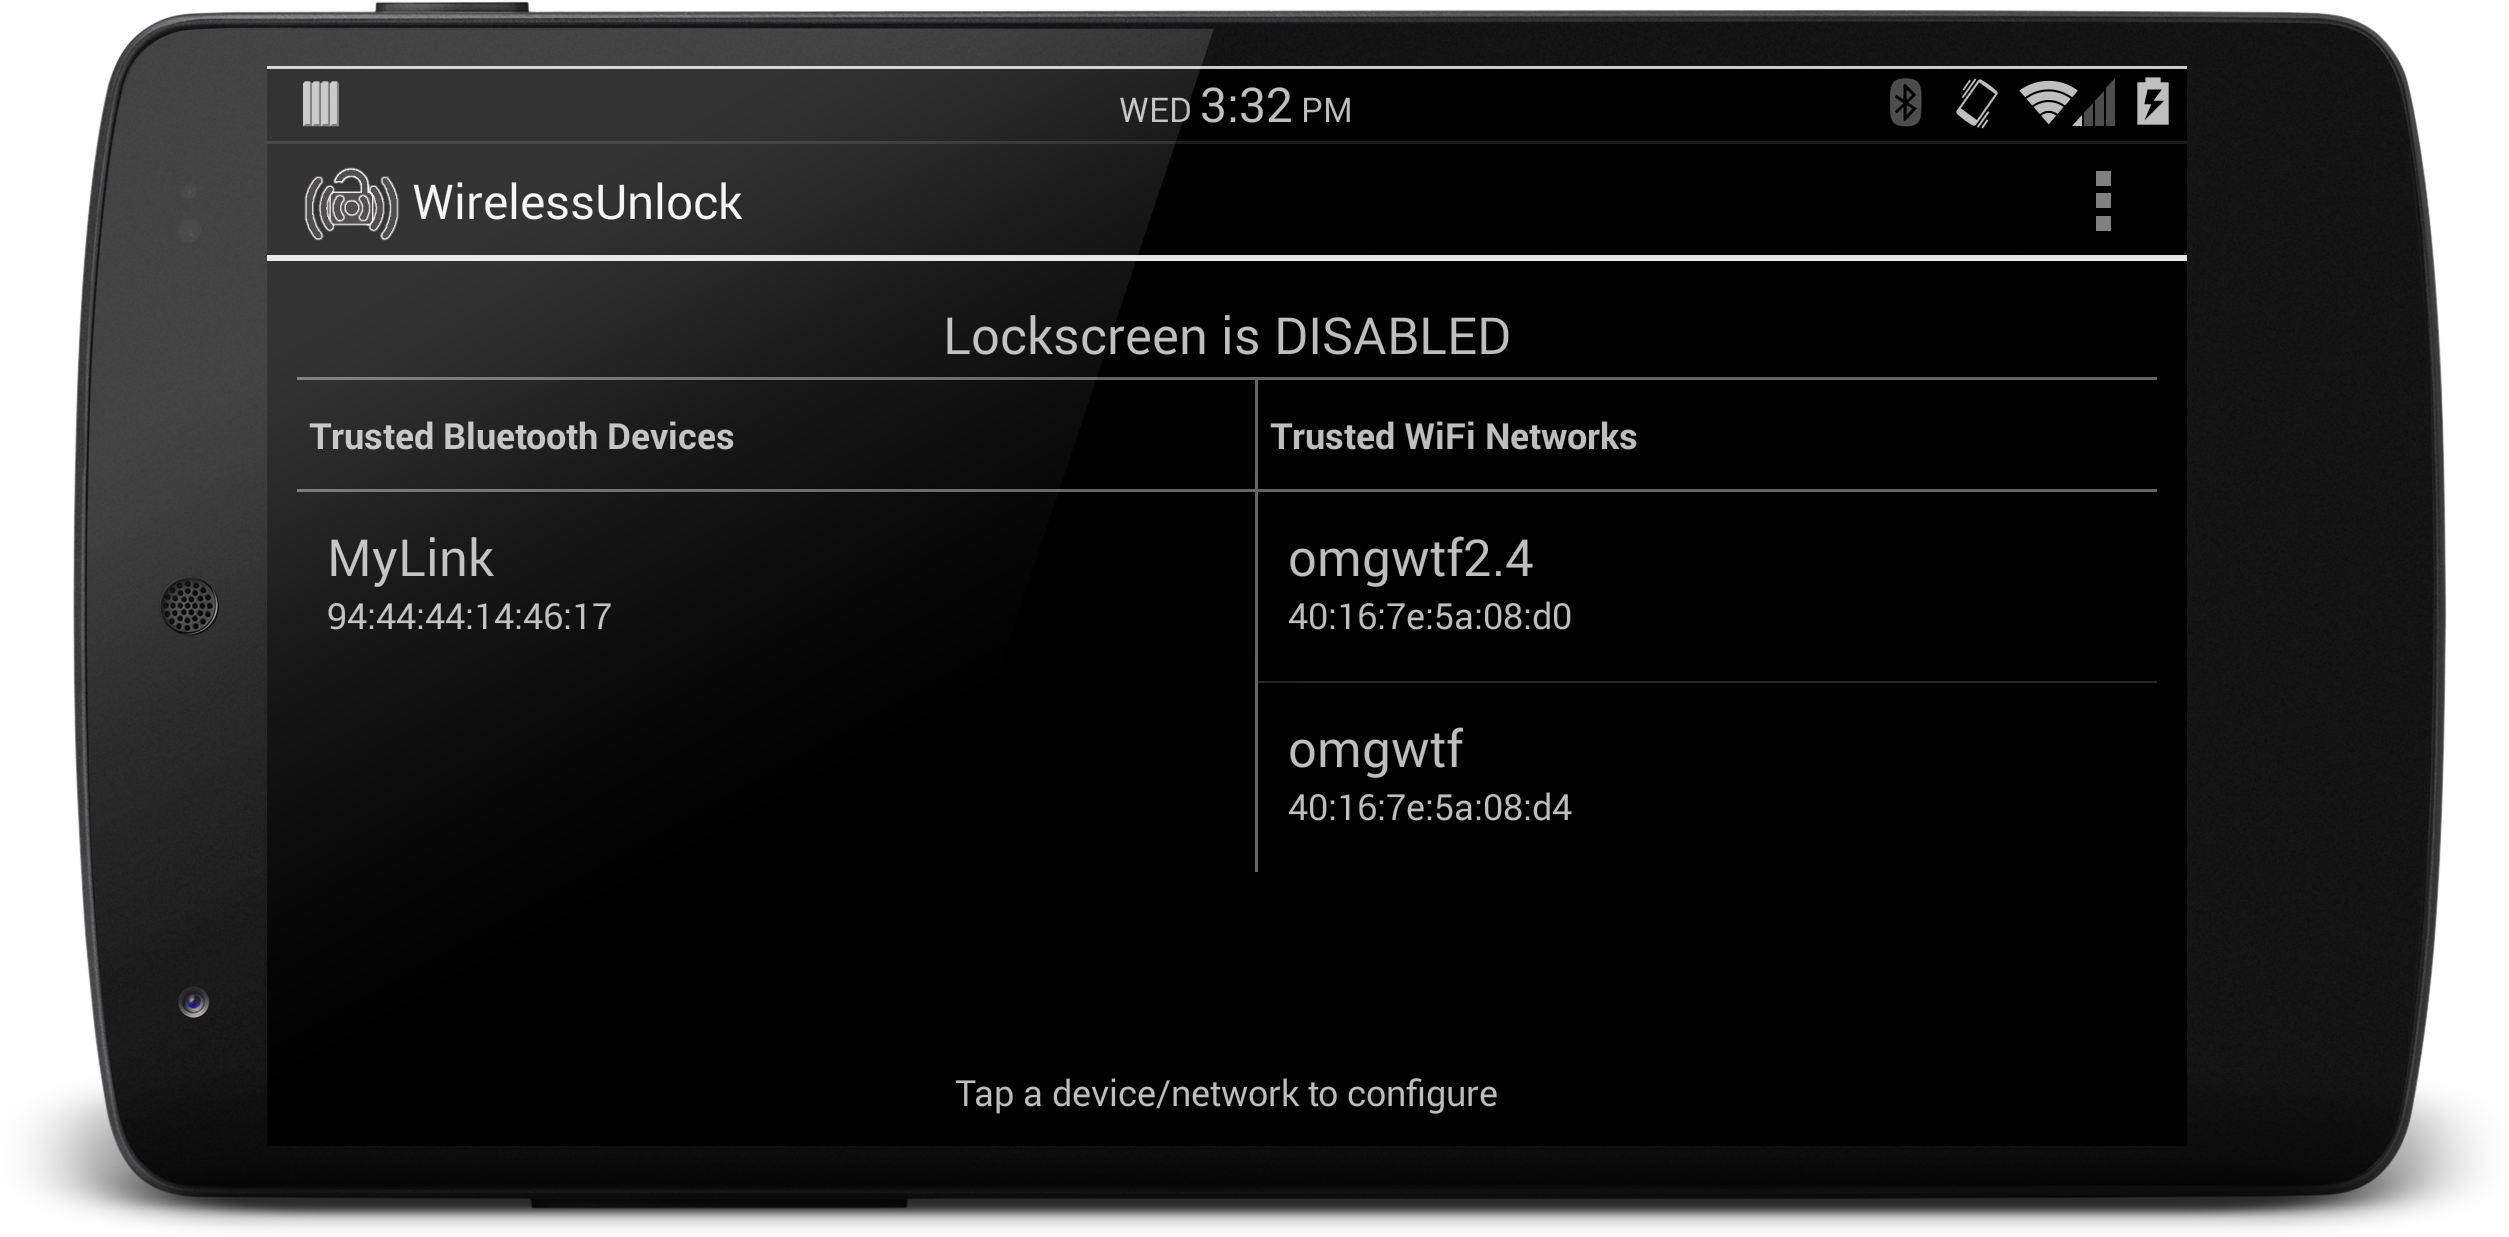 WED 3:32 PM
WirelessUnlock
Lockscreen is DISABLED
Trusted Bluetooth Devices
Trusted WiFi Networks
MyLink
94:44:44:14:46:17
omgwtf2.4
40:16:7e:5a:08:d0
omgwtf
40:16:7e:5a:08:d4
Tap a device/network to configure